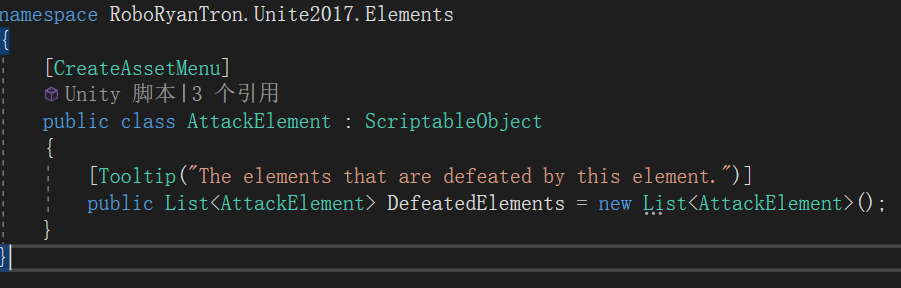 namespace RoboRyanTron.Unite2017.Elements
{
[CreateAssetMenu]
Unity 脚本|3 个引用
public class AttackElement : ScriptableObject
{
[Tooltip("The elements that are defeated by this element.")]
public List<AttackElement> DefeatedElements = new List<AttackElement>();
}
}